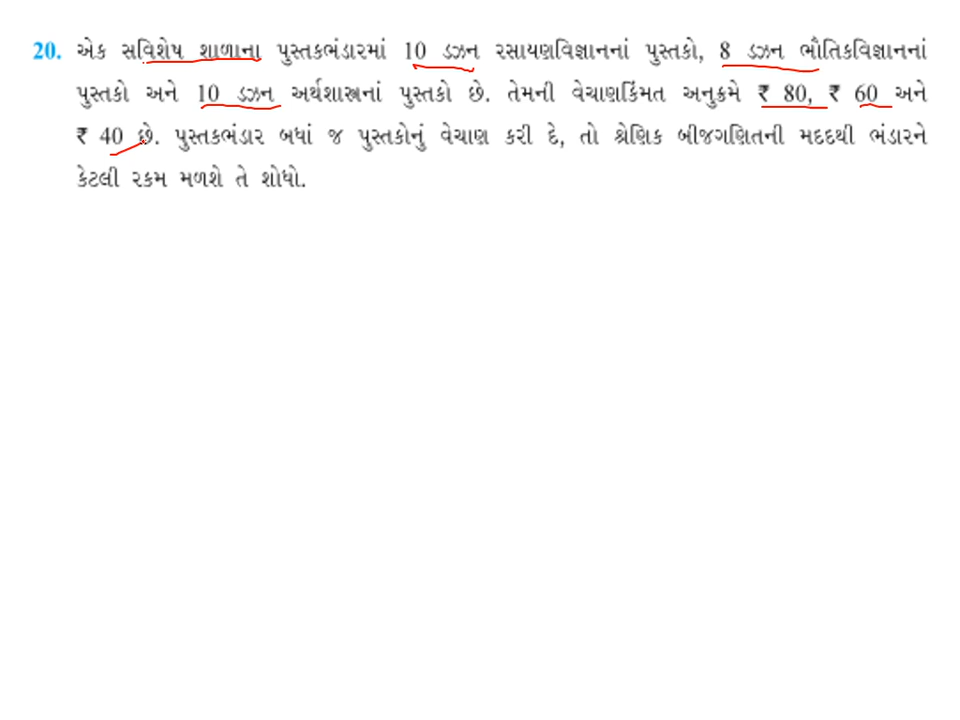 20. એક સવિશેષ શાળાના પુસ્તકભંડારમાં 10 ડઝન રસાયણવિજ્ઞાનનાં પુસ્તકો, 8 ડઝન ભૌતિકવિજ્ઞાનનાં
પુસ્તકો અને 10 ડઝન અર્થશાસ્ત્રનાં પુસ્તકો છે. તેમની વેચાણકિંમત અનુક્રમે ₹ 80, ₹ 60 અને
₹ 40 છે. પુસ્તકભંડાર બધાં જ પુસ્તકોનું વેચાણ કરી દે, તો શ્રેણિક બીજગણિતની મદદથી ભંડારને
કેટલી રકમ મળશે તે શોધો.